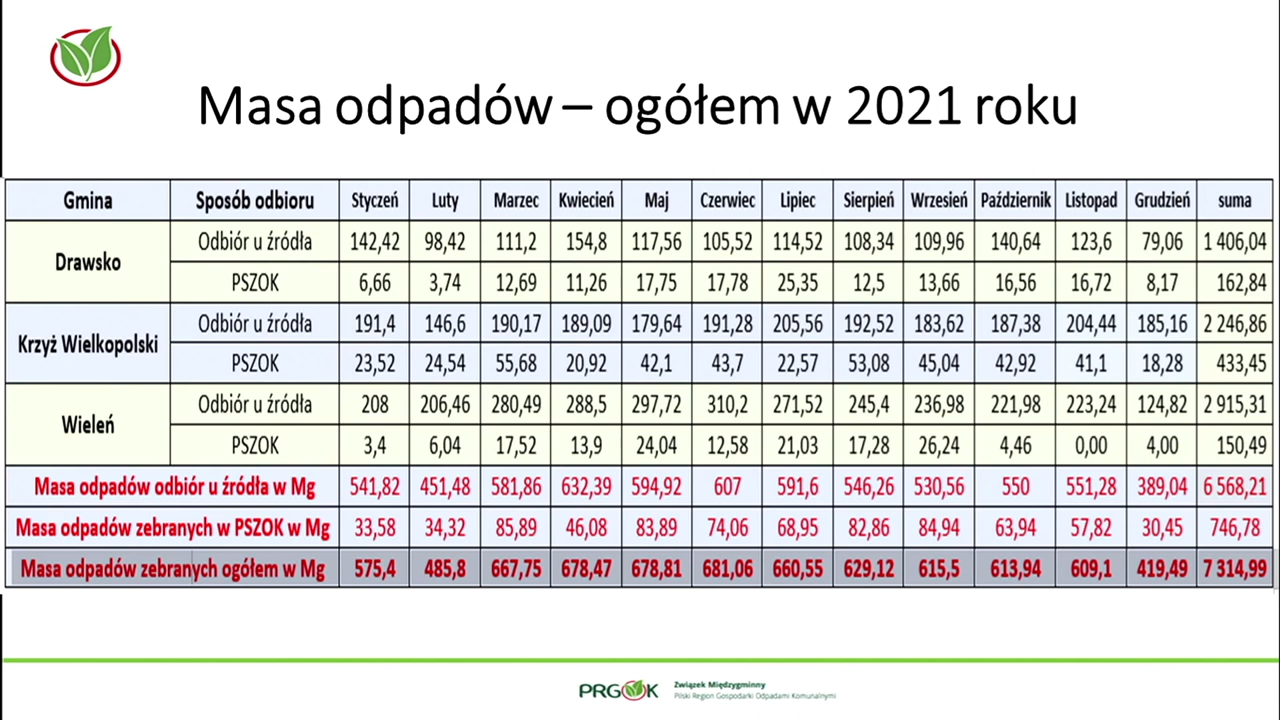 Masa odpadów – ogółem w 2021 roku
Gmina Sposób odbioru Styczeń Luty Marzec Kwiecień Maj Czerwiec Lipiec Sierpień Wrzesień Październik Listopad Grudzień suma
Drawsko Odbiór u źródła 142,42 98,42 111,2 154,8 117,56 105,52 114,52 108,34 109,96 140,64 123,6 79,06 1 406,04
PSZOK 6,66 3,74 12,69 11,26 17,75 17,78 25,35 12,5 13,66 16,56 16,72 8,17 162,84
Krzyż Wielkopolski Odbiór u źródła 191,4 146,6 190,17 189,09 179,64 191,28 205,56 192,52 183,62 187,38 204,44 185,16 2 246,86
PSZOK 23,52 24,54 55,68 20,92 42,1 43,7 22,57 53,08 45,04 42,92 41,1 18,28 433,45
Wieleń Odbiór u źródła 208 206,46 280,49 288,5 297,72 310,2 271,52 245,4 236,98 221,98 223,24 124,82 2 915,31
PSZOK 3,4 6,04 17,52 13,9 24,04 12,58 21,03 17,28 26,24 4,46 0,00 4,00 150,49
Masa odpadów odbiór u źródła w Mg 541,82 451,48 581,86 632,39 594,92 607 591,6 546,26 530,56 550 551,28 389,04 6 568,21
Masa odpadów zebranych w PSZOK w Mg 33,58 34,32 85,89 46,08 83,89 74,06 68,95 82,86 84,94 63,94 57,82 30,45 746,78
Masa odpadów zebranych ogółem w Mg 575,4 485,8 667,75 678,47 678,81 681,06 660,55 629,12 615,5 613,94 609,1 419,49 7 314,99
PRGOK Związek Międzygminny
Pilski Region Gospodarki Odpadami Komunalnymi